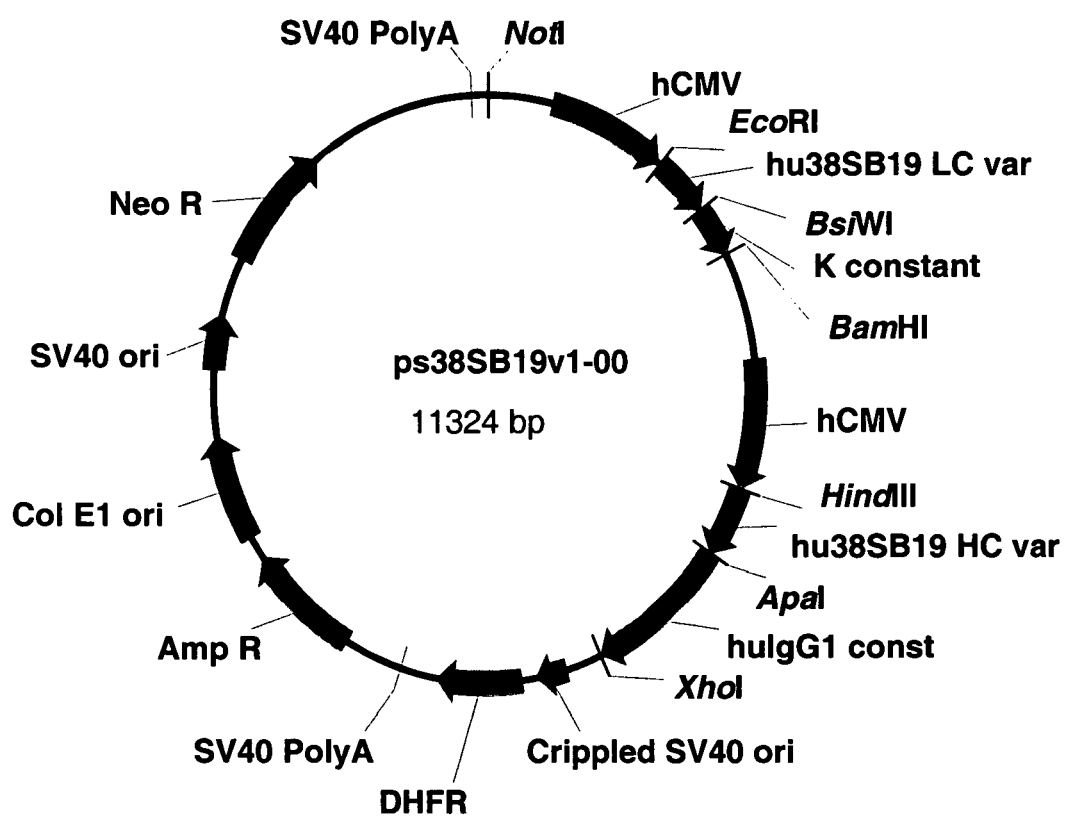 SV40 PolyA
NotI
hCMV
EcoRI
hu38SB19 LC var
BsiWI
K constant
BamHI
hCMV
HindIII
hu38SB19 HC var
ApaI
huIgG1 const
XhoI
Crippled SV40 ori
DHFR
SV40 PolyA
Amp R
Col E1 ori
SV40 ori
Neo R
ps38SB19v1-00
11324 bp